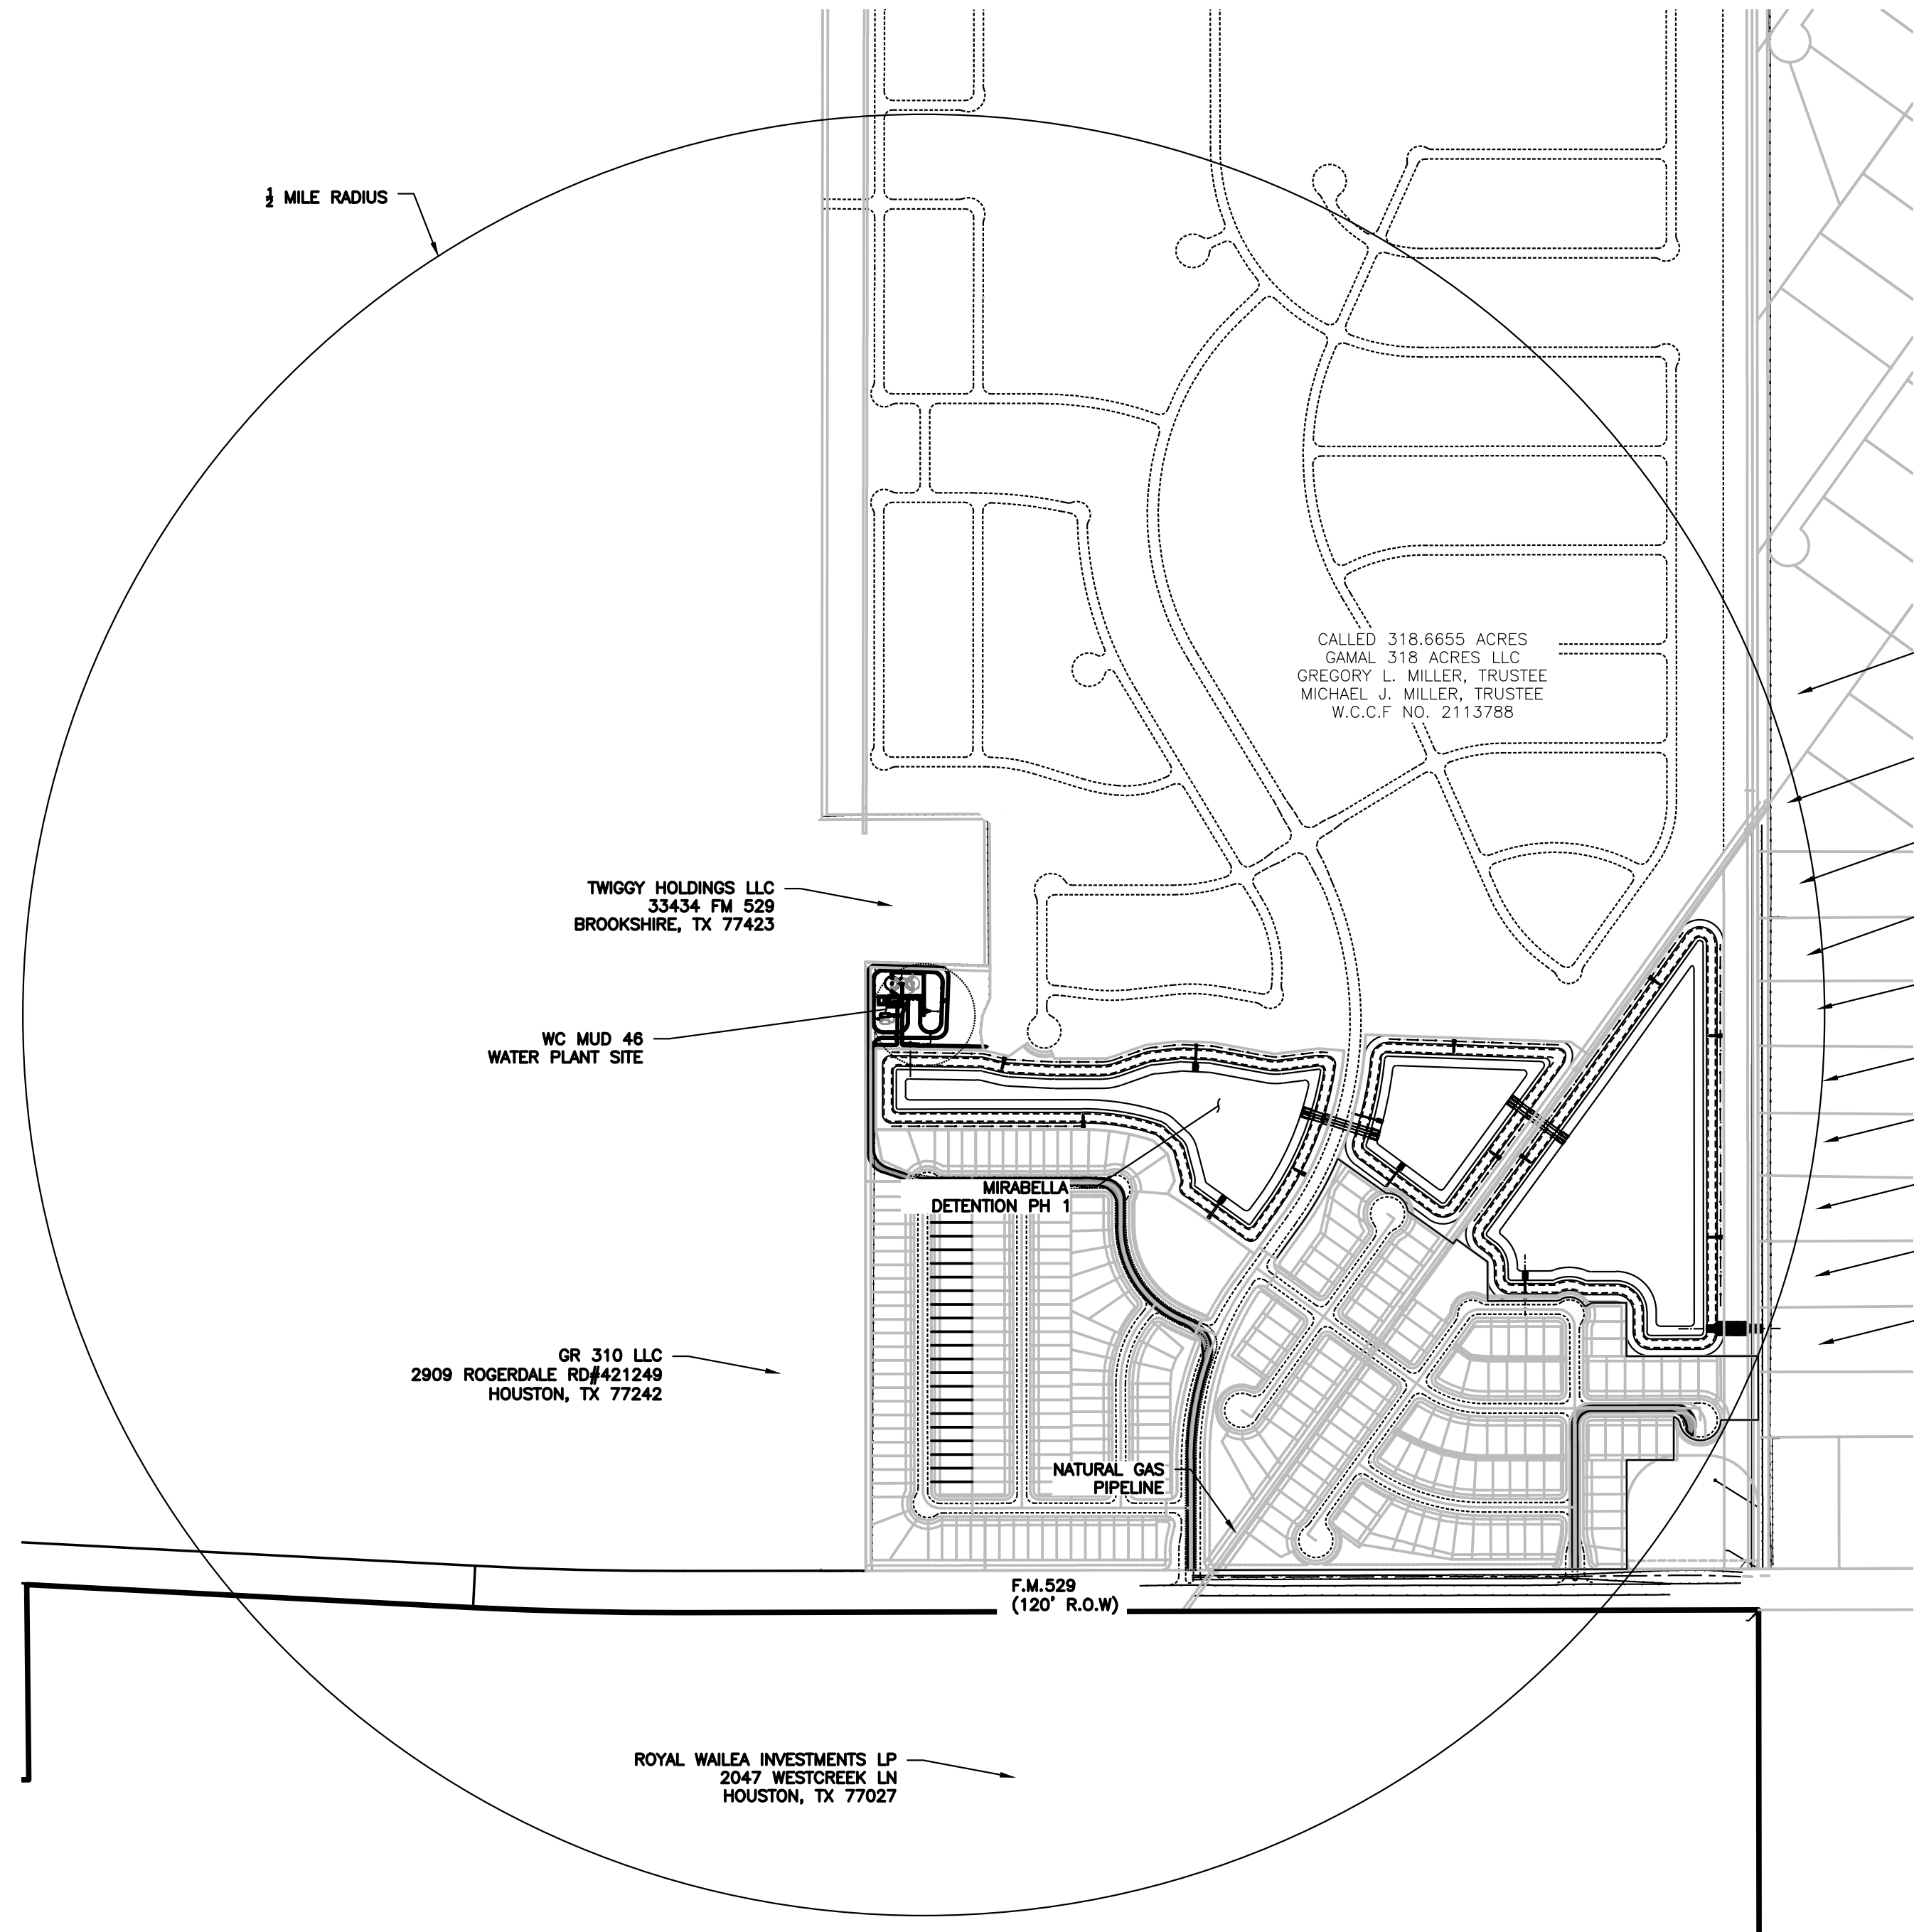 ½ MILE RADIUS
CALLED 318.6655 ACRES
GAMAL 318 ACRES LLC
GREGORY L. MILLER, TRUSTEE
MICHAEL J. MILLER, TRUSTEE
W.C.C.F NO. 2113788
TWIGGY HOLDINGS LLC
33434 FM 529
BROOKSHIRE, TX 77423
WC MUD 46
WATER PLANT SITE
MIRABELLA
DETENTION PH 1
GR 310 LLC
2909 ROGERDALE RD#421249
HOUSTON, TX 77242
NATURAL GAS
PIPELINE
F.M.529
(120' R.O.W)
ROYAL WAILEA INVESTMENTS LP
2047 WESTCREEK LN
HOUSTON, TX 77027